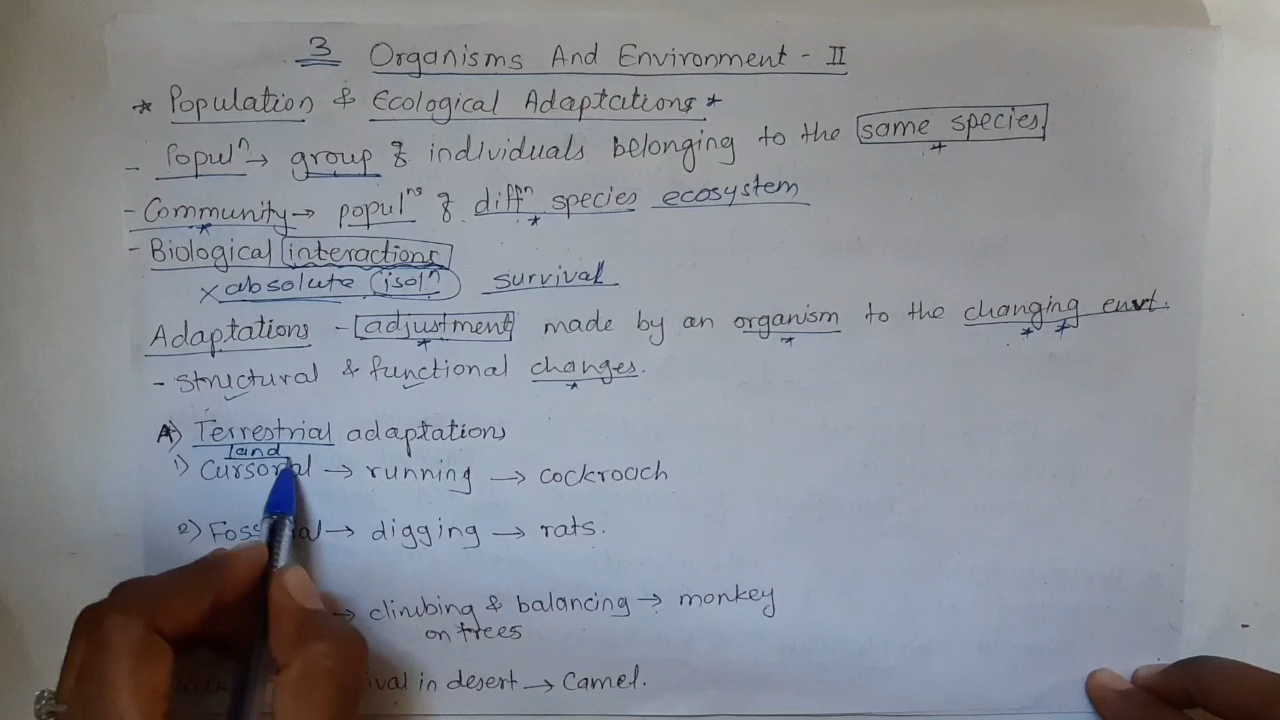 3 Organisms And Environment - II
* Population & Ecological Adaptations *
- Populⁿ → group of individuals belonging to the same species
- Community → populⁿˢ of diffⁿ species ecosystem
- Biological interactions
x absolute isolⁿ survival
Adaptations - adjustment made by an organism to the changing envt.
- structural & functional changes.
A) Terrestrial adaptations
land
1) Cursorial → running → cockroach
2) → digging → rats.
→ climbing & balancing → monkey
on trees
in desert → Camel.